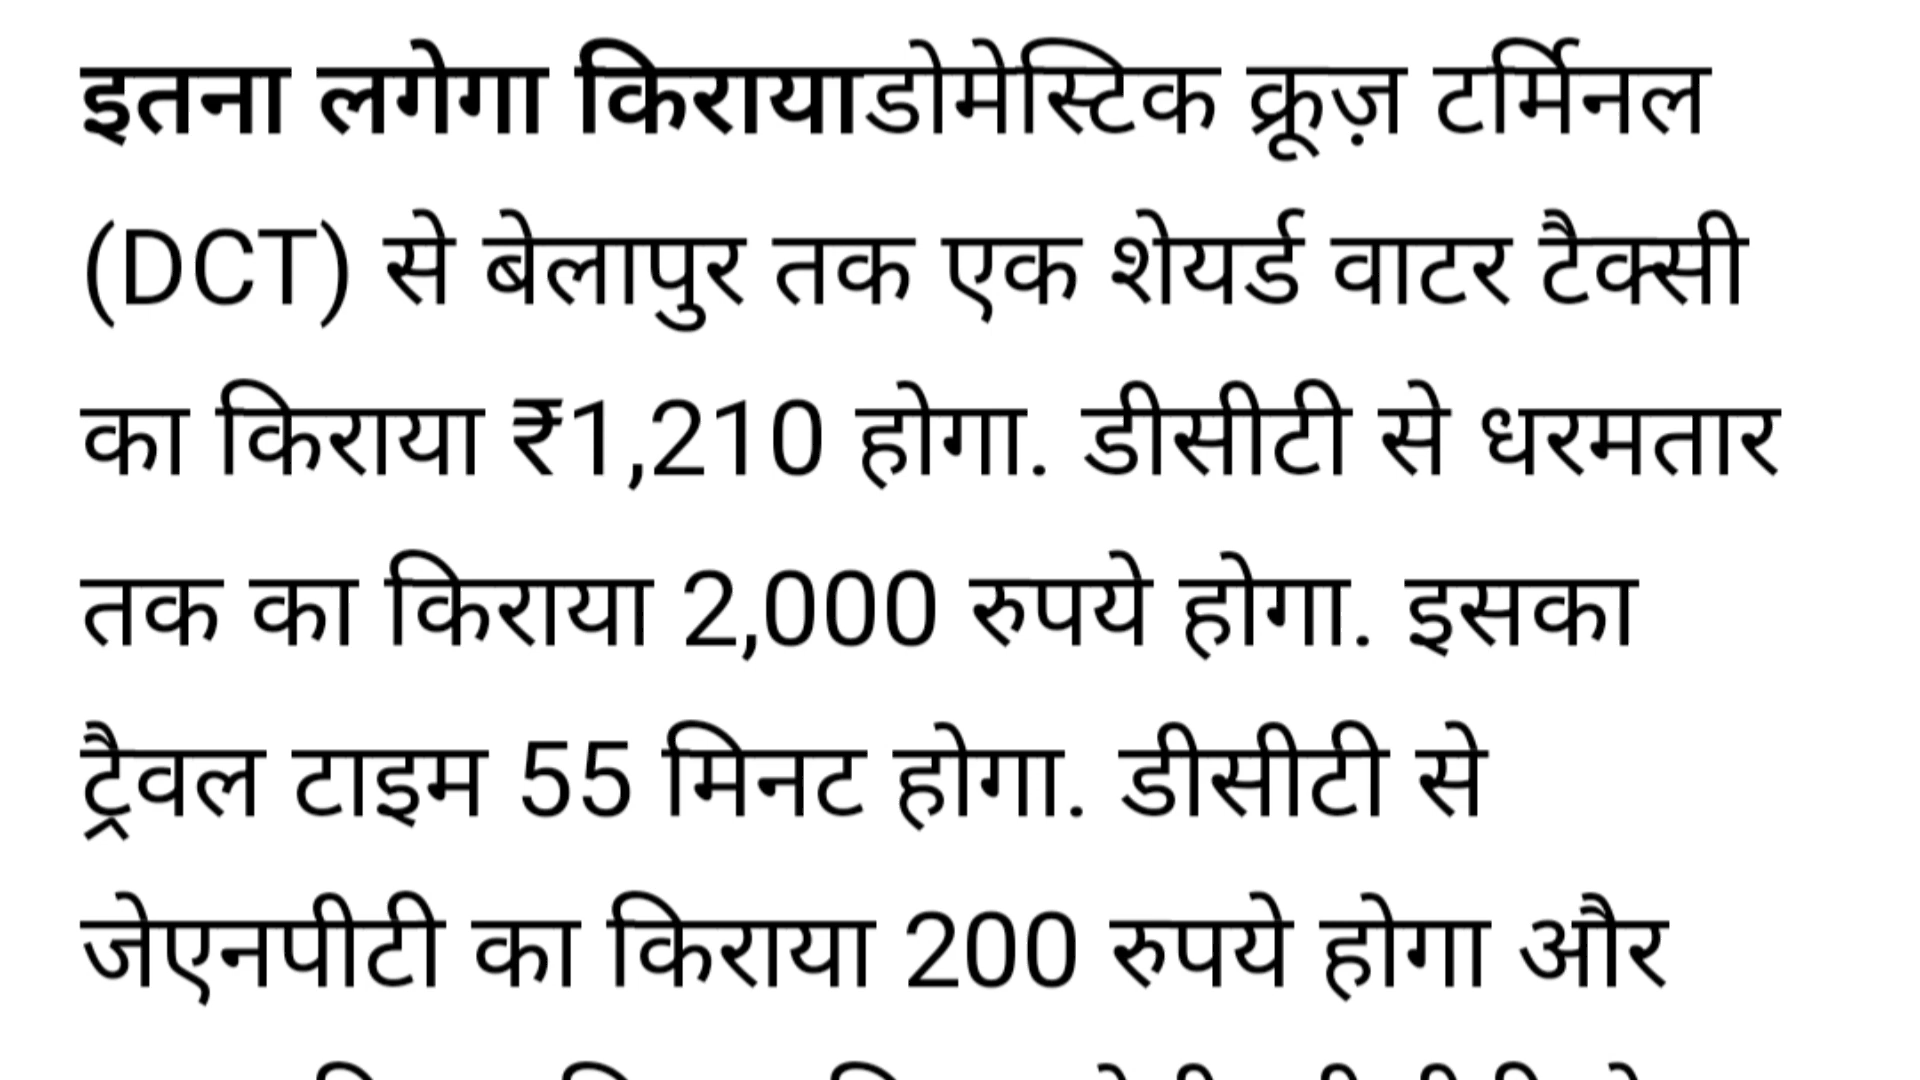 इतना लगेगा किरायाडोमेस्टिक क्रूज़ टर्मिनल
(DCT) से बेलापुर तक एक शेयर्ड वाटर टैक्सी
का किराया ₹1,210 होगा. डीसीटी से धरमतार
तक का किराया 2,000 रुपये होगा. इसका
ट्रैवल टाइम 55 मिनट होगा. डीसीटी से
जेएनपीटी का किराया 200 रुपये होगा और